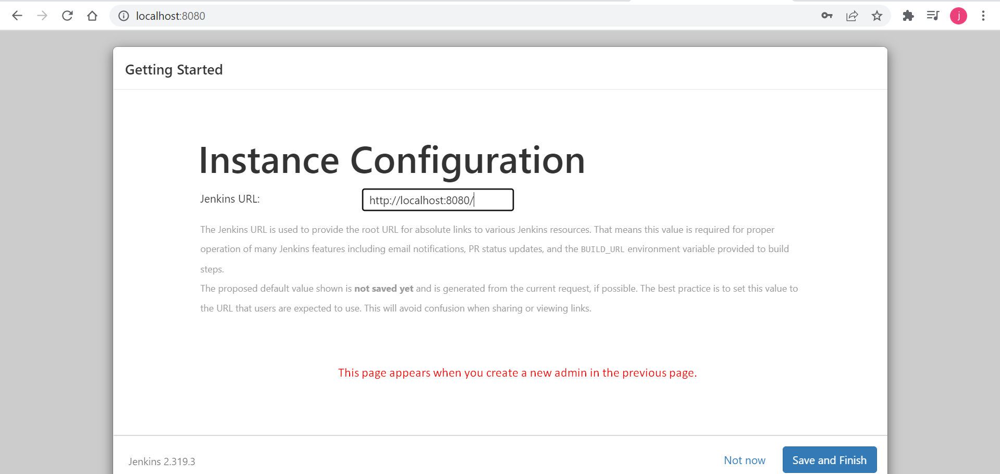 localhost:8080
j
Getting Started
Instance Configuration
Jenkins URL:
http://localhost:8080/
The Jenkins URL is used to provide the root URL for absolute links to various Jenkins resources. That means this value is required for proper
operation of many Jenkins features including email notifications, PR status updates, and the BUILD_URL environment variable provided to build
steps.
The proposed default value shown is not saved yet and is generated from the current request, if possible. The best practice is to set this value to
the URL that users are expected to use. This will avoid confusion when sharing or viewing links.
This page appears when you create a new admin in the previous page.
Jenkins 2.319.3
Not now
Save and Finish